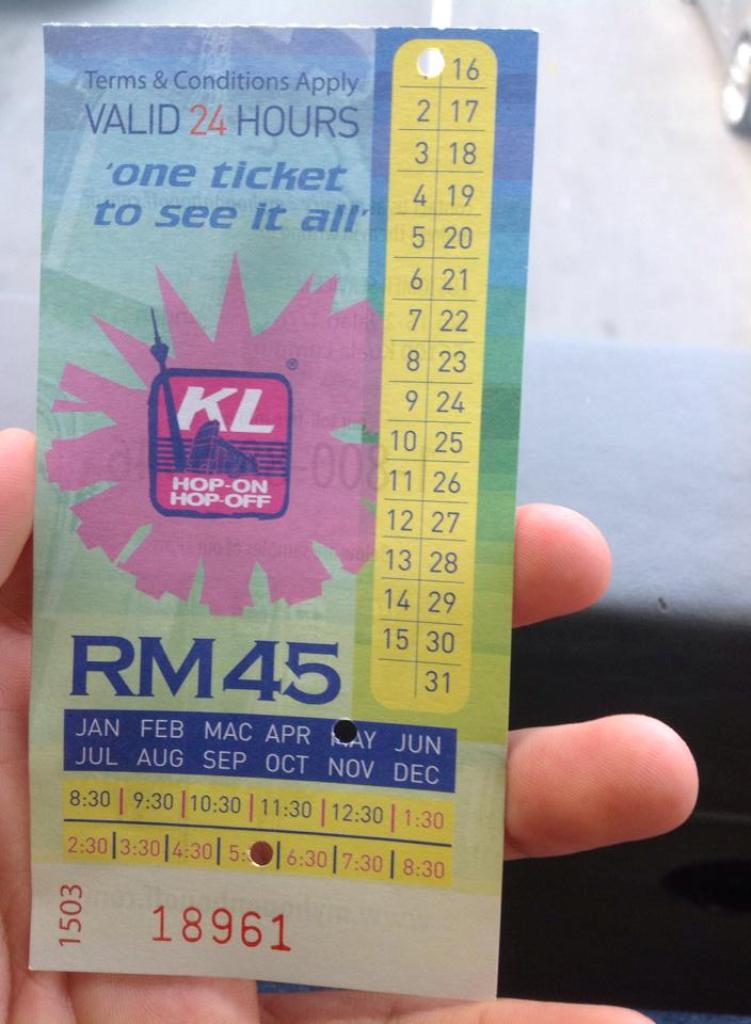 Terms & Conditions Apply
VALID 24 HOURS
'one ticket
to see it all'
KL
HOP-ON
HOP-OFF
®
16
2 17
3 18
4 19
5 20
6 21
7 22
8 23
9 24
10 25
11 26
12 27
13 28
14 29
15 30
31
RM45
JAN FEB MAC APR MAY JUN
JUL AUG SEP OCT NOV DEC
8:30 | 9:30 | 10:30 | 11:30 | 12:30 | 1:30
2:30 | 3:30 | 4:30 | 5: | 6:30 | 7:30 | 8:30
1503
18961